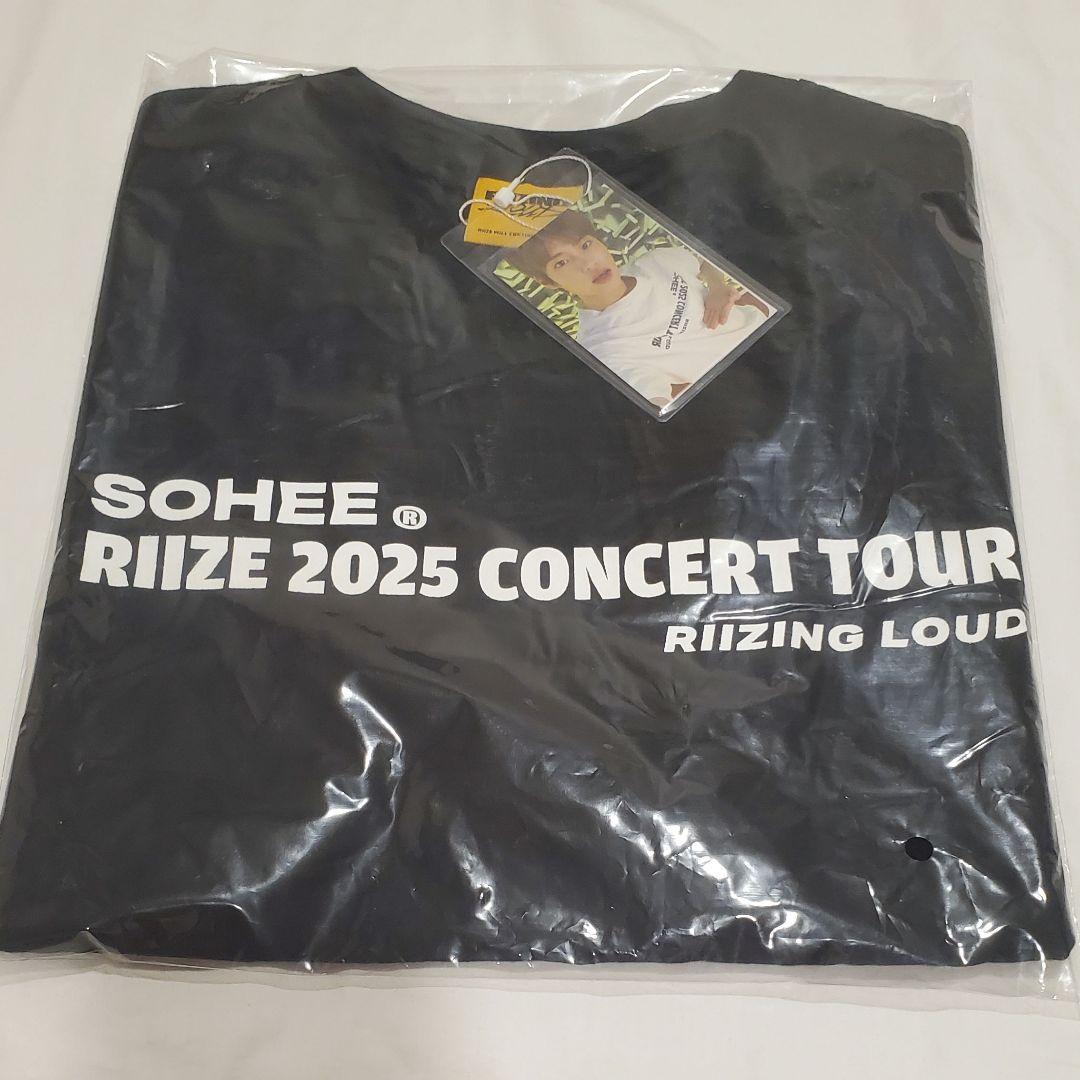 SOHEE ®
RIIZE 2025 CONCERT TOUR
RIIZING LOUD